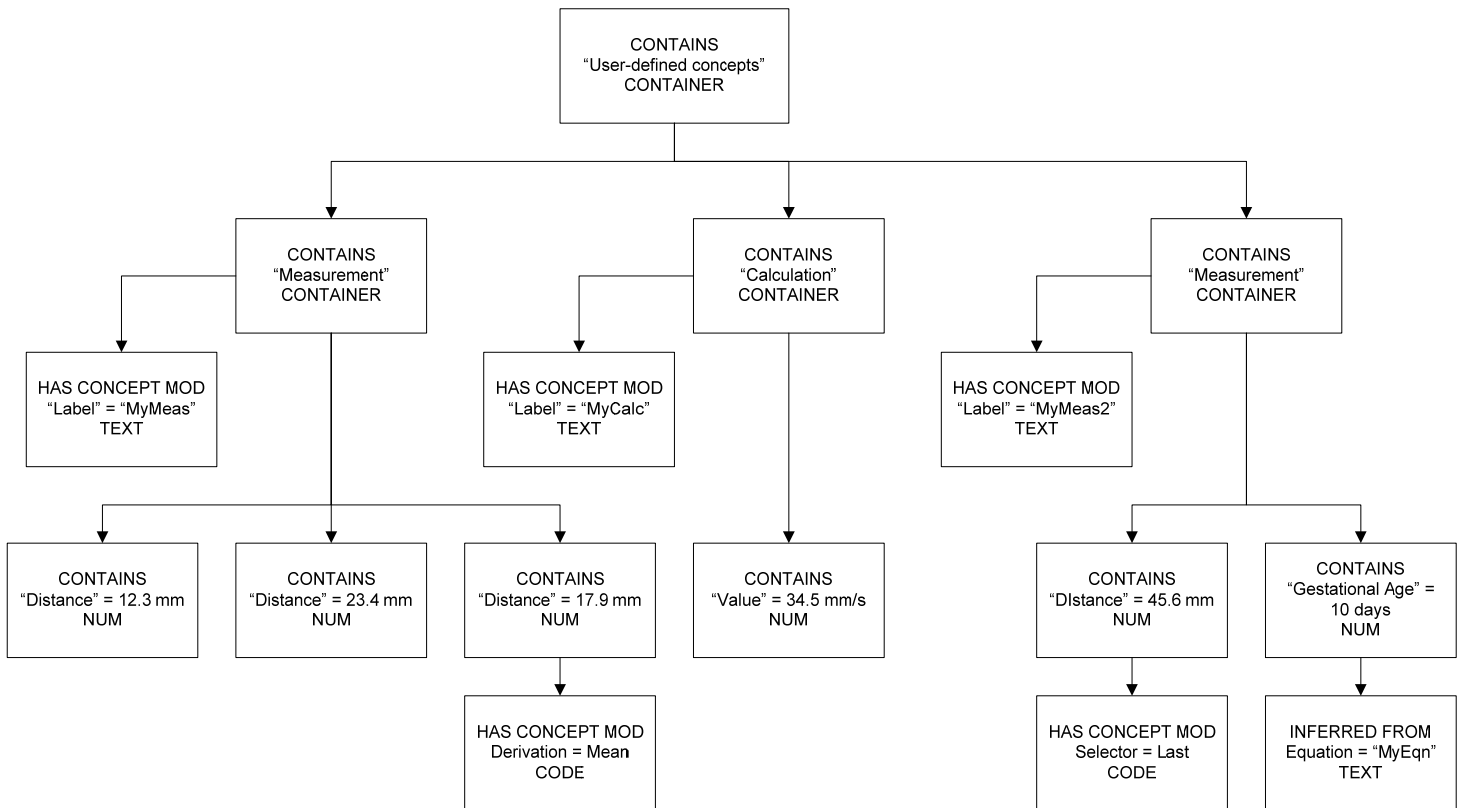 CONTAINS
“User-defined concepts”
CONTAINER
CONTAINS
“Measurement”
CONTAINER
CONTAINS
“Calculation”
CONTAINER
CONTAINS
“Measurement”
CONTAINER
HAS CONCEPT MOD
“Label” = “MyMeas”
TEXT
HAS CONCEPT MOD
“Label” = “MyCalc”
TEXT
HAS CONCEPT MOD
“Label” = “MyMeas2”
TEXT
CONTAINS
“Distance” = 12.3 mm
NUM
CONTAINS
“Distance” = 23.4 mm
NUM
CONTAINS
“Distance” = 17.9 mm
NUM
CONTAINS
“Value” = 34.5 mm/s
NUM
CONTAINS
“DIstance” = 45.6 mm
NUM
CONTAINS
“Gestational Age” =
10 days
NUM
HAS CONCEPT MOD
Derivation = Mean
CODE
HAS CONCEPT MOD
Selector = Last
CODE
INFERRED FROM
Equation = “MyEqn”
TEXT